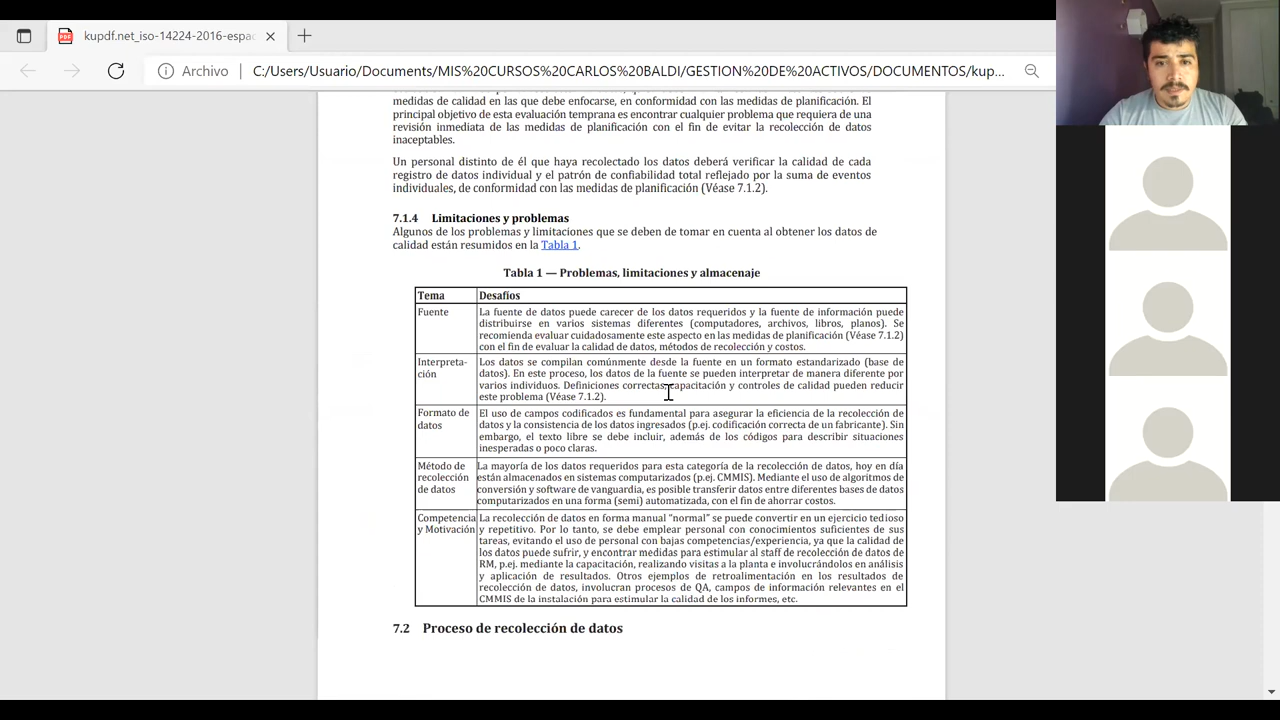 kupdf.net_iso-14224-2016-espac
Archivo
C:/Users/Usuario/Documents/MIS%20CURSOS%20CARLOS%20BALDI/GESTION%20DE%20ACTIVOS/DOCUMENTOS/kup...
medidas de calidad en las que debe enfocarse, en conformidad con las medidas de planificación. El
principal objetivo de esta evaluación temprana es encontrar cualquier problema que requiera de una
revisión inmediata de las medidas de planificación con el fin de evitar la recolección de datos
inaceptables.
Un personal distinto de él que haya recolectado los datos deberá verificar la calidad de cada
registro de datos individual y el patrón de confiabilidad total reflejado por la suma de eventos
individuales, de conformidad con las medidas de planificación (Véase 7.1.2).
7.1.4 Limitaciones y problemas
Algunos de los problemas y limitaciones que se deben de tomar en cuenta al obtener los datos de
calidad están resumidos en la Tabla 1.
Tabla 1 — Problemas, limitaciones y almacenaje
Tema
Desafíos
Fuente
La fuente de datos puede carecer de los datos requeridos y la fuente de información puede
distribuirse en varios sistemas diferentes (computadores, archivos, libros, planos). Se
recomienda evaluar cuidadosamente este aspecto en las medidas de planificación (Véase 7.1.2)
con el fin de evaluar la calidad de datos, métodos de recolección y costos.
Interpreta-
ción
Los datos se compilan comúnmente desde la fuente en un formato estandarizado (base de
datos). En este proceso, los datos de la fuente se pueden interpretar de manera diferente por
varios individuos. Definiciones correctas, capacitación y controles de calidad pueden reducir
este problema (Véase 7.1.2).
Formato de
datos
El uso de campos codificados es fundamental para asegurar la eficiencia de la recolección de
datos y la consistencia de los datos ingresados (p.ej. codificación correcta de un fabricante). Sin
embargo, el texto libre se debe incluir, además de los códigos para describir situaciones
inesperadas o poco claras.
Método de
recolección
de datos
La mayoría de los datos requeridos para esta categoría de la recolección de datos, hoy en día
están almacenados en sistemas computarizados (p.ej. CMMIS). Mediante el uso de algoritmos de
conversión y software de vanguardia, es posible transferir datos entre diferentes bases de datos
computarizados en una forma (semi) automatizada, con el fin de ahorrar costos.
Competencia
y Motivación
La recolección de datos en forma manual “normal” se puede convertir en un ejercicio tedioso
y repetitivo. Por lo tanto, se debe emplear personal con conocimientos suficientes de sus
tareas, evitando el uso de personal con bajas competencias/experiencia, ya que la calidad de
los datos puede sufrir, y encontrar medidas para estimular al staff de recolección de datos de
RM, p.ej. mediante la capacitación, realizando visitas a la planta e involucrándolos en análisis
y aplicación de resultados. Otros ejemplos de retroalimentación en los resultados de
recolección de datos, involucran procesos de QA, campos de información relevantes en el
CMMIS de la instalación para estimular la calidad de los informes, etc.
7.2 Proceso de recolección de datos